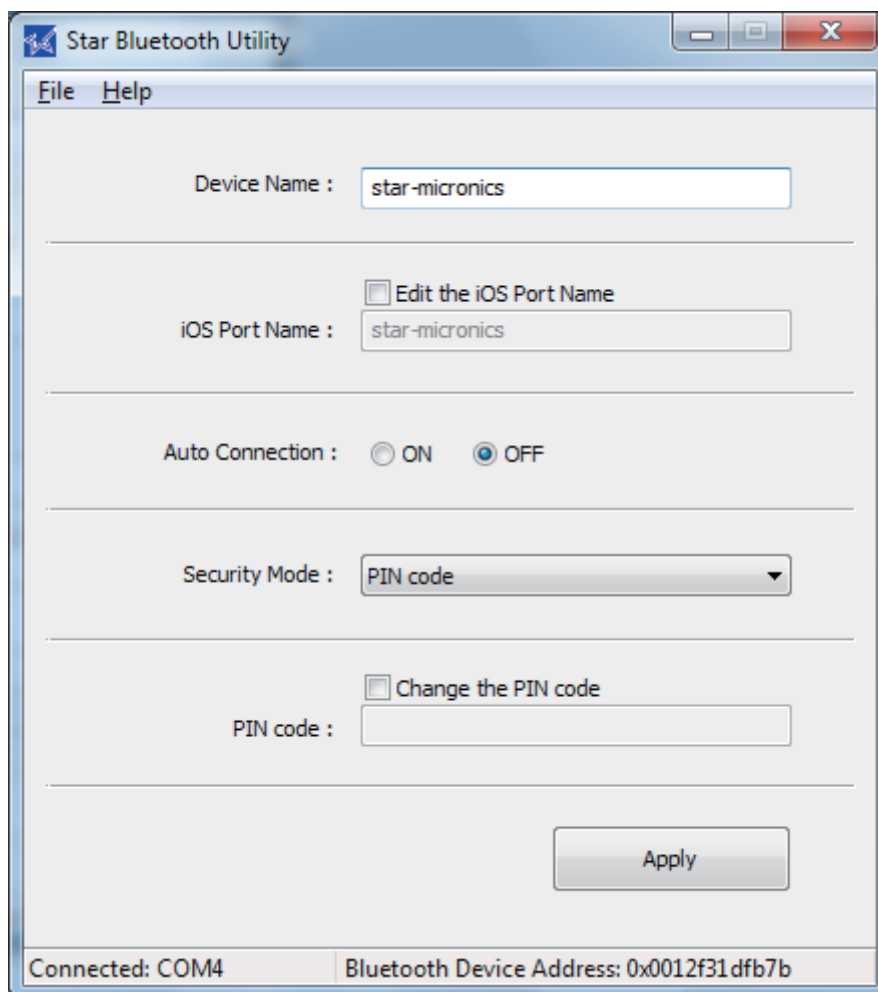 Star Bluetooth Utility
File Help
Device Name : star-micronics
Edit the iOS Port Name
iOS Port Name : star-micronics
Auto Connection : ON OFF
Security Mode : PIN code
Change the PIN code
PIN code :
Apply
Connected: COM4 Bluetooth Device Address: 0x0012f31dfb7b